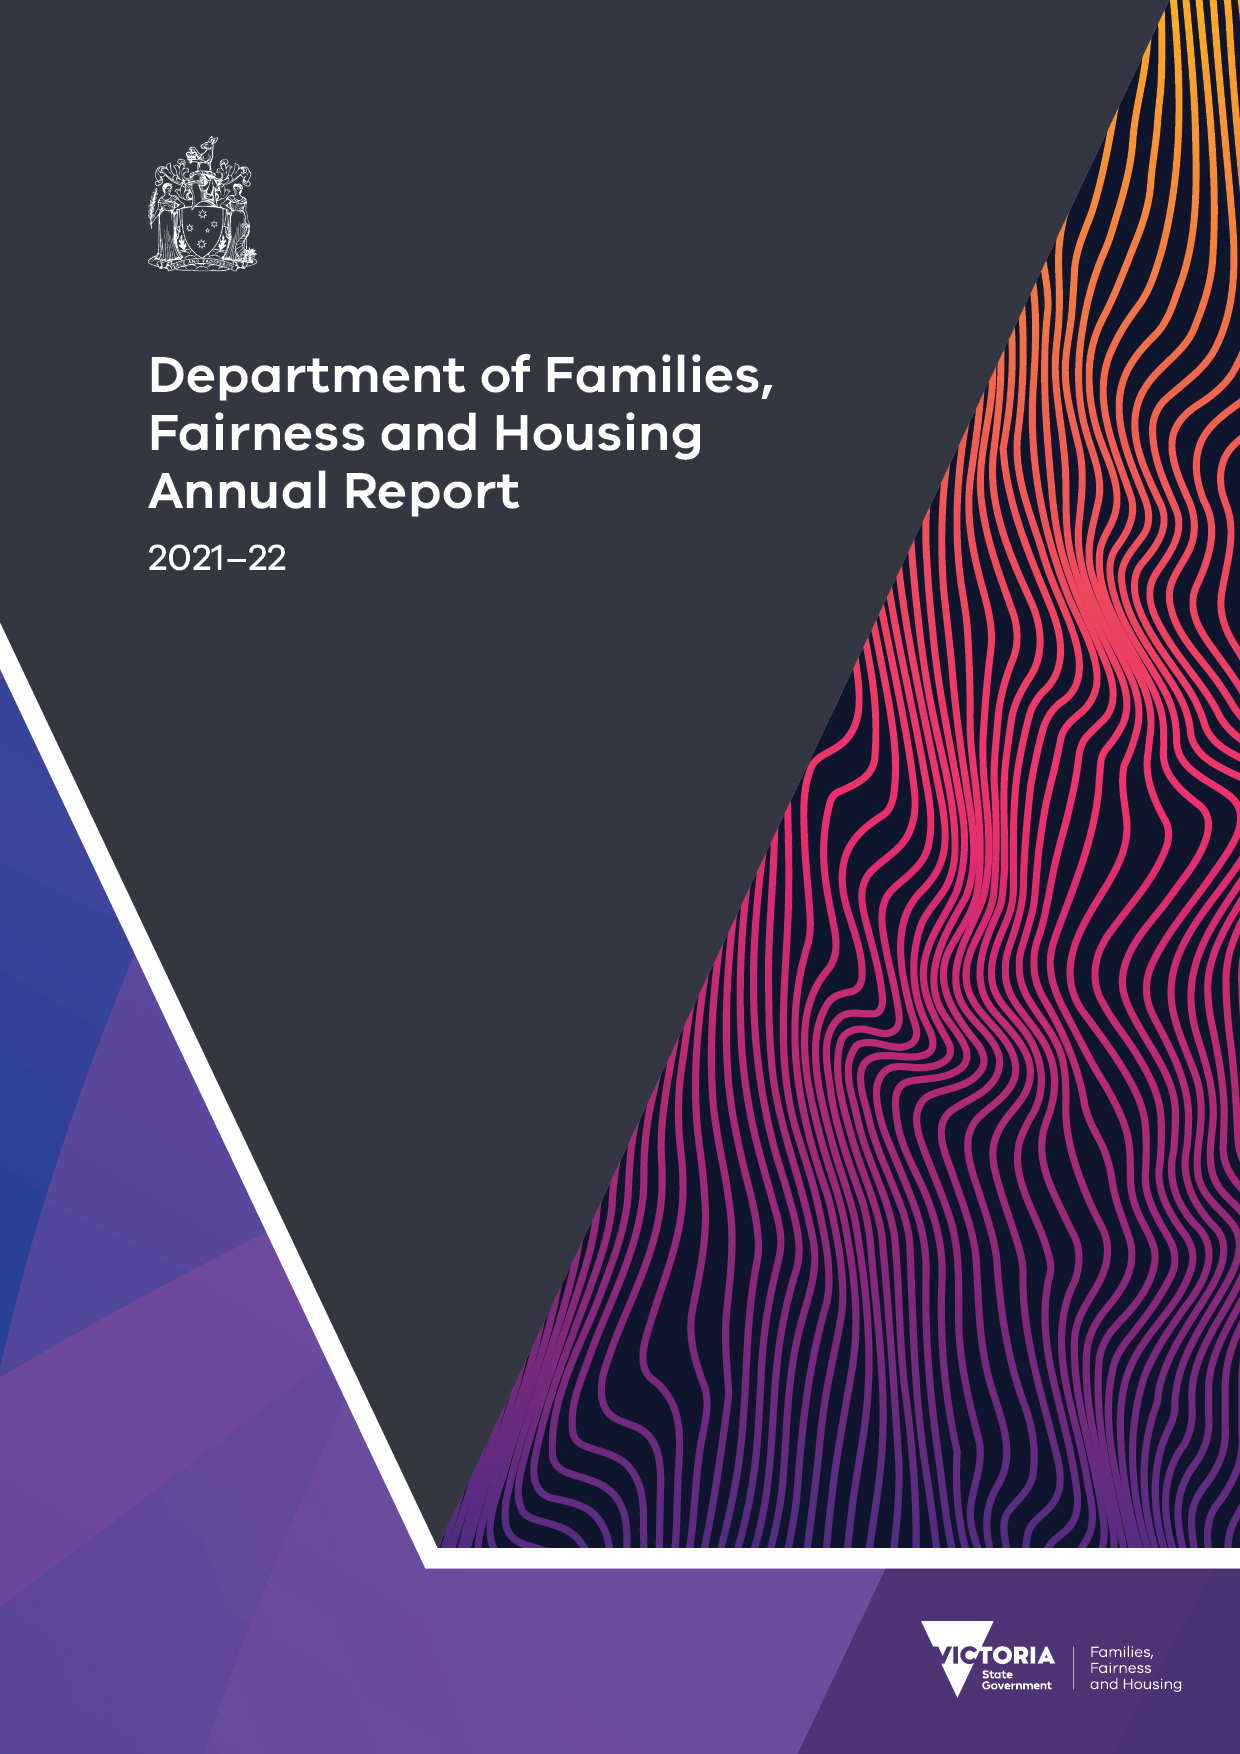 Department of Families,
Fairness and Housing
Annual Report
2021–22
VICTORIA
State
Government
Families,
Fairness
and Housing